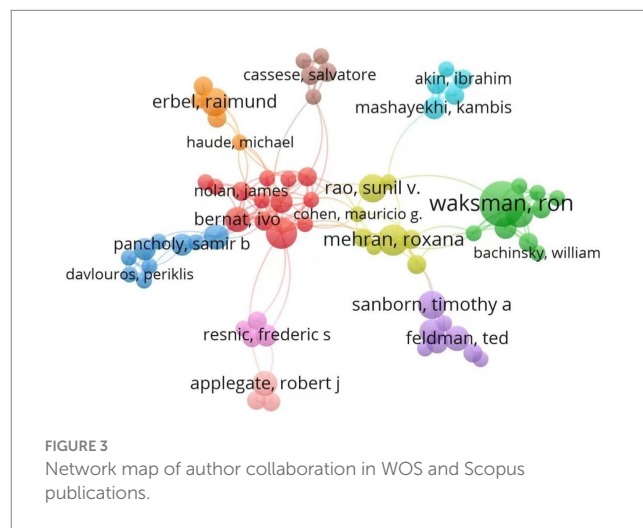 cassese, salvatore
akin, ibrahim
erbel, raimund
mashayekhi, kambis
haude, michael
nolan, james
rao, sunil v.
waksman, ron
bernat, ivo
cohen, mauricio g.
pancholy, samir b
mehran, roxana
bachinsky, william
davlouros, periklis
sanborn, timothy a
resnic, frederic s
feldman, ted
applegate, robert j
FIGURE 3
Network map of author collaboration in WOS and Scopus
publications.